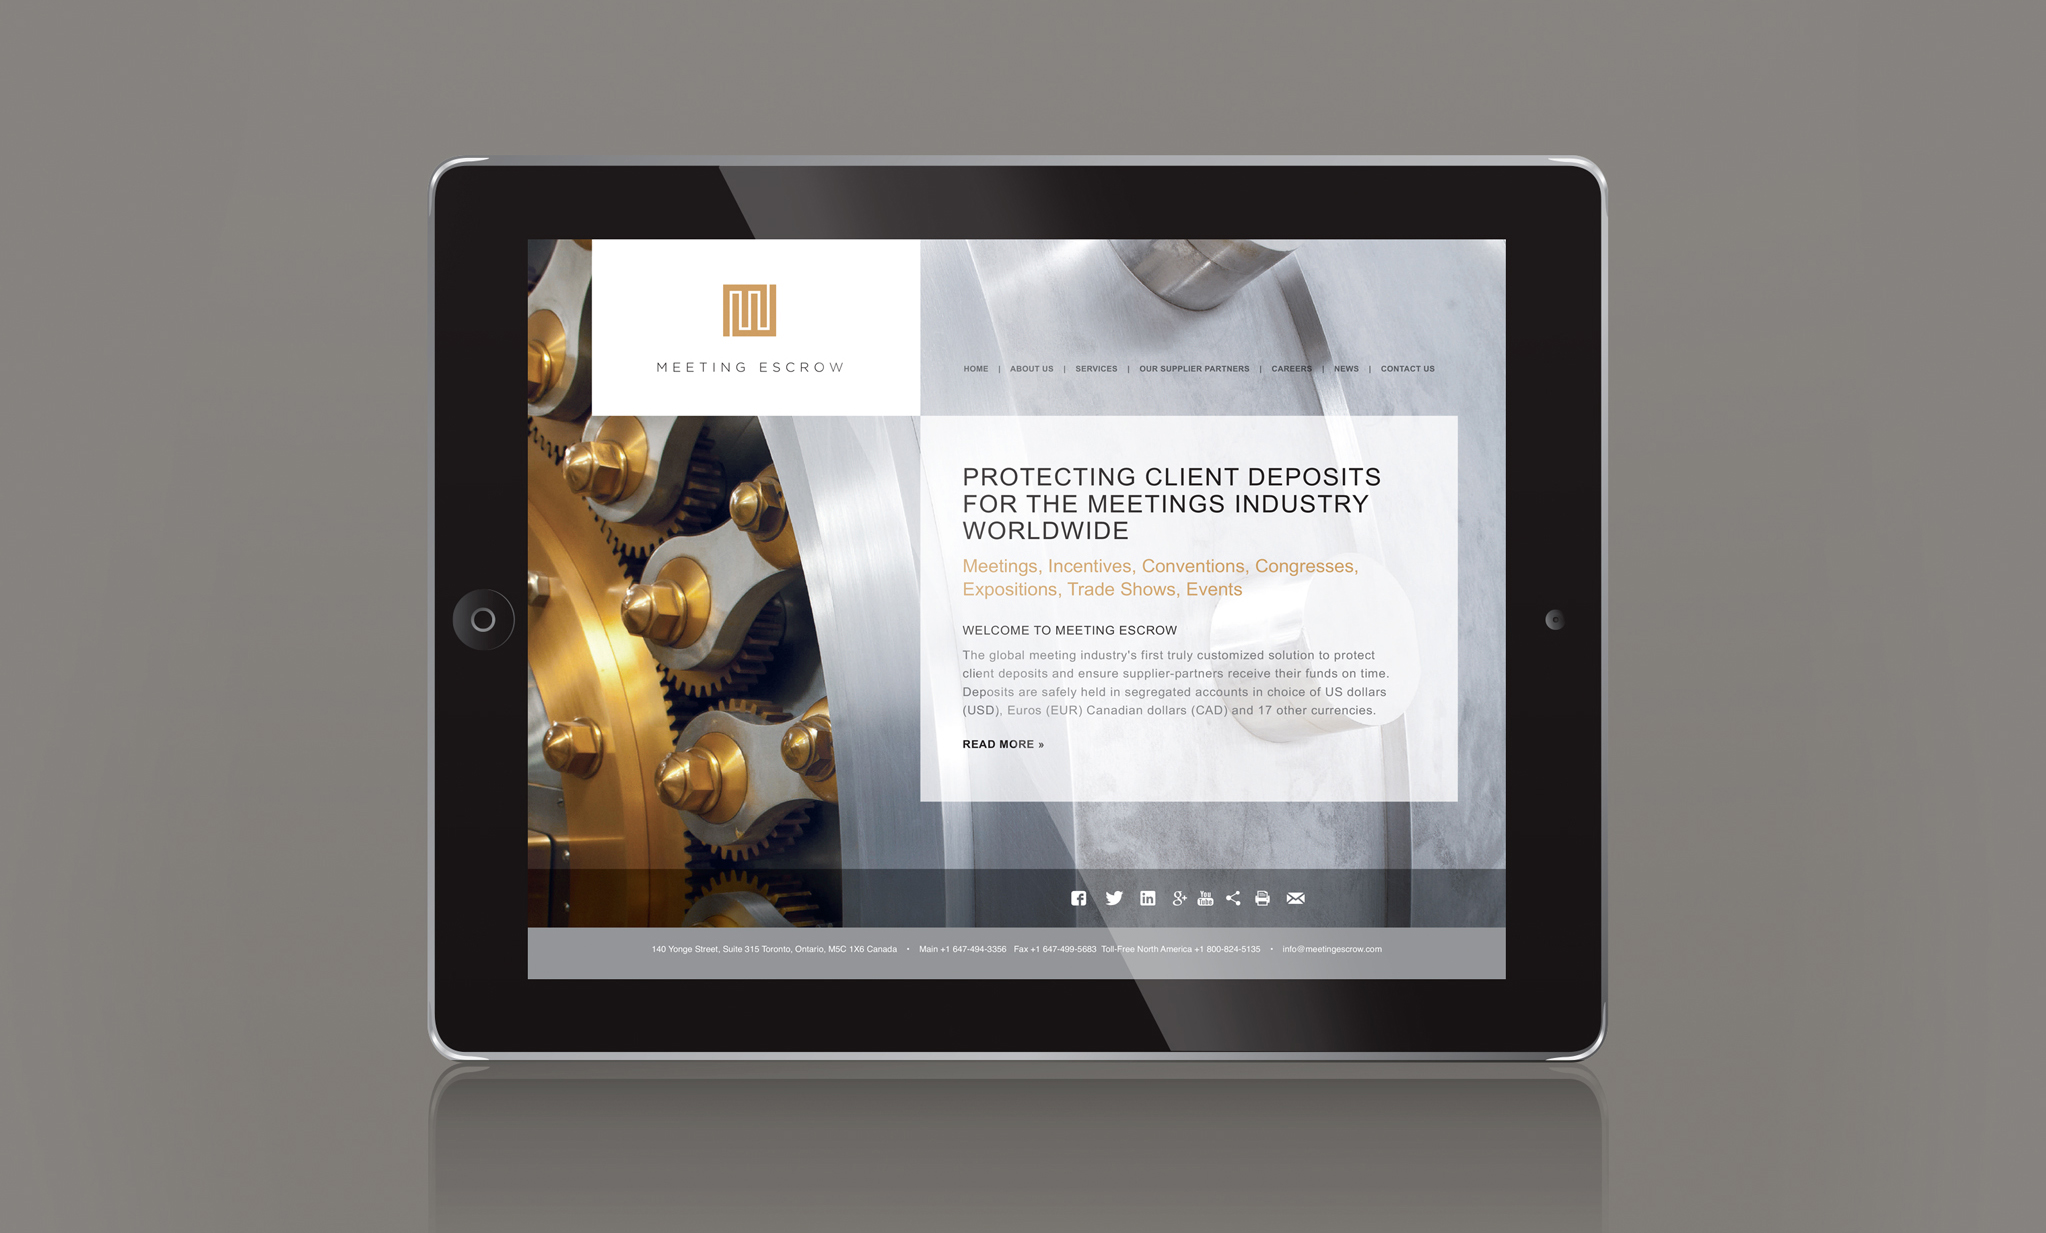 MEETING ESCROW
HOME | ABOUT US | SERVICES | OUR SUPPLIER PARTNERS | CAREERS | NEWS | CONTACT US
PROTECTING CLIENT DEPOSITS
FOR THE MEETINGS INDUSTRY
WORLDWIDE
Meetings, Incentives, Conventions, Congresses,
Expositions, Trade Shows, Events
WELCOME TO MEETING ESCROW
The global meeting industry's first truly customized solution to protect
client deposits and ensure supplier-partners receive their funds on time.
Deposits are safely held in segregated accounts in choice of US dollars
(USD), Euros (EUR) Canadian dollars (CAD) and 17 other currencies.
READ MORE »
You Tube
140 Yonge Street, Suite 315 Toronto, Ontario, M5C 1X6 Canada • Main +1 647-494-3356 Fax +1 647-499-5683 Toll-Free North America +1 800-824-5135 • info@meetingescrow.com